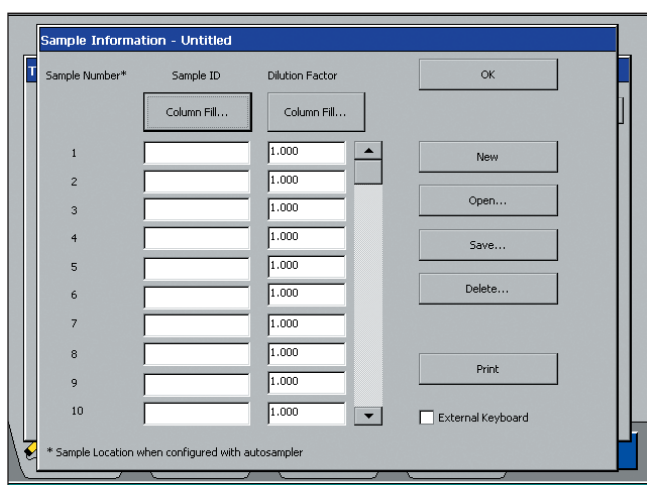 Sample Information - Untitled
T
Sample Number* Sample ID Dilution Factor OK
Column Fill... Column Fill...
1 1.000 New
2 1.000
3 1.000 Open...
4 1.000 Save...
5 1.000
6 1.000 Delete...
7 1.000
8 1.000 Print
9 1.000
10 1.000 External Keyboard
* Sample Location when configured with autosampler